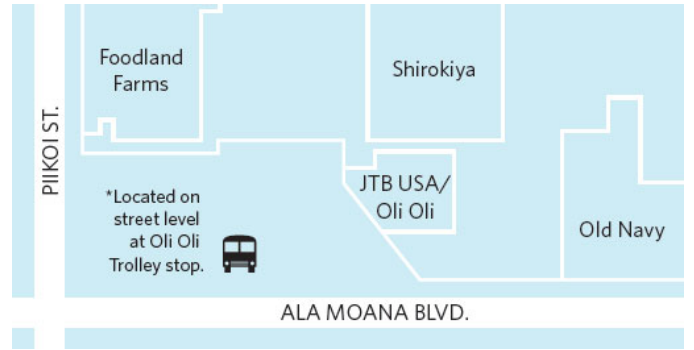 Foodland
Farms
Shirokiya
PIIKOI ST.
JTB USA/
Oli Oli
*Located on
street level
at Oli Oli
Trolley stop.
Old Navy
ALA MOANA BLVD.